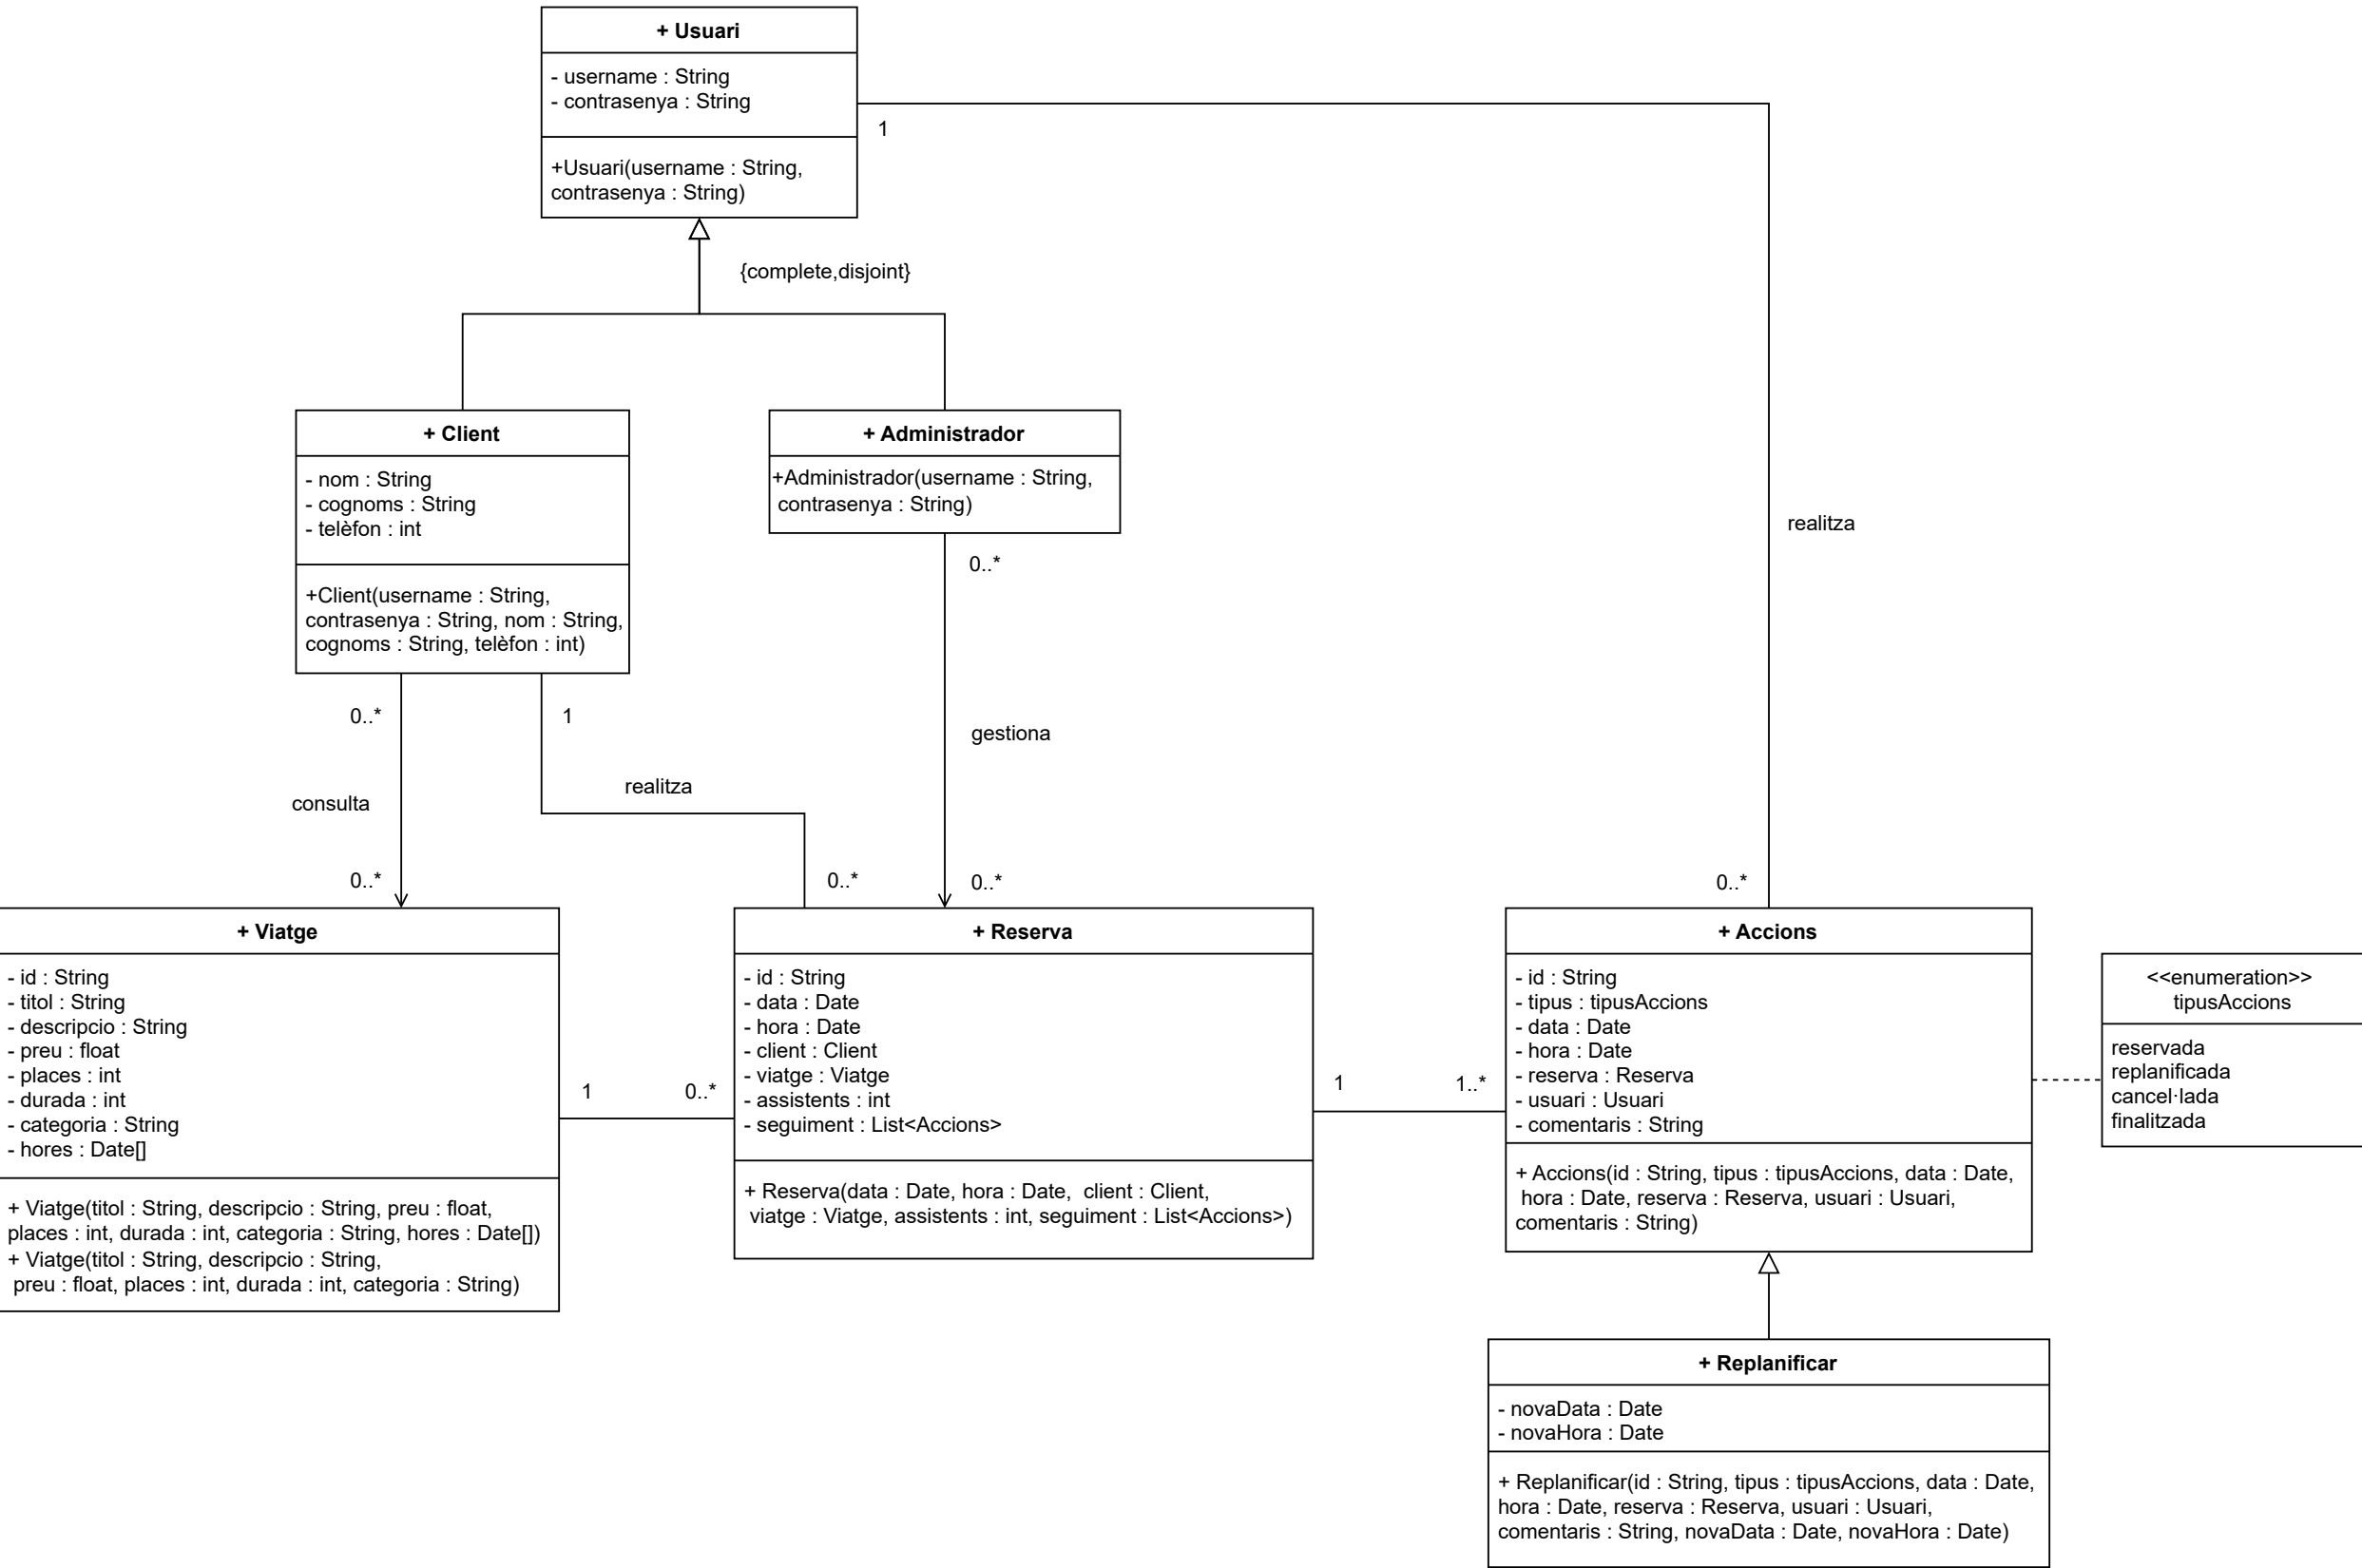 + Usuari
- username : String
- contrasenya : String
+Usuari(username : String,
contrasenya : String)
1
{complete,disjoint}
+ Client
- nom : String
- cognoms : String
- telèfon : int
+Client(username : String,
contrasenya : String, nom : String,
cognoms : String, telèfon : int)
+ Administrador
+Administrador(username : String,
contrasenya : String)
0..*
realitza
0..*
1
gestiona
realitza
consulta
0..*
0..*
0..*
0..*
+ Viatge
- id : String
- titol : String
- descripcio : String
- preu : float
- places : int
- durada : int
- categoria : String
- hores : Date[]
+ Viatge(titol : String, descripcio : String, preu : float,
places : int, durada : int, categoria : String, hores : Date[])
+ Viatge(titol : String, descripcio : String,
preu : float, places : int, durada : int, categoria : String)
1
0..*
+ Reserva
- id : String
- data : Date
- hora : Date
- client : Client
- viatge : Viatge
- assistents : int
- seguiment : List<Accions>
+ Reserva(data : Date, hora : Date,  client : Client,
viatge : Viatge, assistents : int, seguiment : List<Accions>)
1
1..*
+ Accions
- id : String
- tipus : tipusAccions
- data : Date
- hora : Date
- reserva : Reserva
- usuari : Usuari
- comentaris : String
+ Accions(id : String, tipus : tipusAccions, data : Date,
hora : Date, reserva : Reserva, usuari : Usuari,
comentaris : String)
<<enumeration>>
tipusAccions
reservada
replanificada
cancel·lada
finalitzada
+ Replanificar
- novaData : Date
- novaHora : Date
+ Replanificar(id : String, tipus : tipusAccions, data : Date,
hora : Date, reserva : Reserva, usuari : Usuari,
comentaris : String, novaData : Date, novaHora : Date)